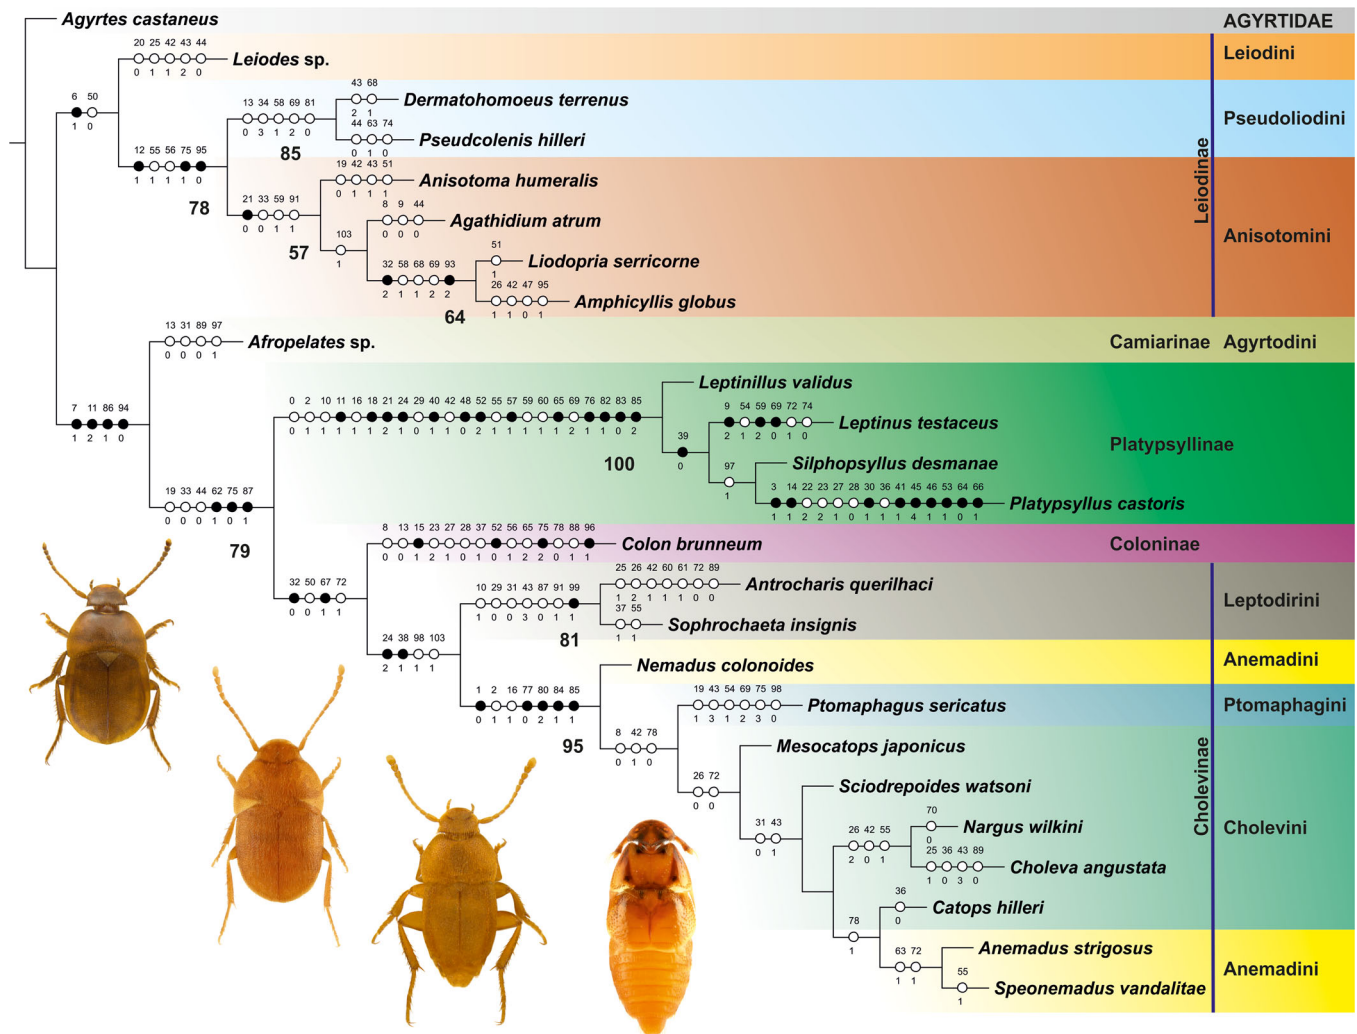 Agyrtes castaneus AGYRTIDAE
20 25 42 43 44
Leiodes sp. Leiodini
0 1 1 2 0
6 50
1 0
43 68
Dermatohomoeus terrenus
2 1
13 34 58 69 81
0 3 1 2 0
Pseudoliodini
44 63 74
Pseudcolenis hilleri
0 1 0
85
12 55 56 75 95
1 1 1 1 0
78
Leiodinae
19 42 43 51
Anisotoma humeralis
0 1 1 1
21 33 59 91
0 0 1 1
57
8 9 44
Agathidium atrum
0 0 0
Anisotomini
103
1
51
Liodopria serricorne
1
32 58 68 69 93
2 1 1 2 2
64
26 42 47 95
Amphicyllis globus
1 1 0 1
13 31 89 97
Afropelates sp. Camiarinae Agyrtodini
0 0 0 1
7 11 86 94
1 2 1 0
Leptinillus validus
0 2 10 11 16 18 21 24 29 40 42 48 52 55 57 59 60 65 69 76 82 83 85
0 1 1 1 1 1 2 1 0 1 1 0 2 1 1 1 1 1 2 1 1 0 2
100
9 54 59 69 72 74
Leptinus testaceus
2 1 2 0 1 0
Platypsyllinae
39
0
97
Silphopsyllus desmanae
1
3 14 22 23 27 28 30 36 41 45 46 53 64 66
Platypsyllus castoris
1 1 2 2 1 0 1 1 1 4 1 1 0 1
19 33 44 62 75 87
0 0 0 1 0 1
79
8 13 15 23 27 28 37 52 56 65 75 78 88 96
Colon brunneum Coloninae
0 0 1 2 1 0 1 0 1 2 2 0 1 1
32 50 67 72
0 0 1 1
25 26 42 60 61 72 89
Antrocharis querilhaci
1 2 1 1 1 0 0
10 29 31 43 87 91 99
1 0 0 3 0 1 1
81
Leptodirini
37 55
Sophrochaeta insignis
1 1
24 38 98 103
2 1 1 1
Nemadus colonoides Anemadini
1 2 16 77 80 84 85
0 1 1 0 2 1 1
95
19 43 54 69 75 98
Ptomaphagus sericatus Ptomaphagini
1 3 1 2 3 0
8 42 78
0 1 0
Mesocatops japonicus
26 72
0 0
Cholevinae
Sciodrepoides watsoni
31 43
0 1
70
Nargus wilkini Cholevini
0
26 42 55
2 0 1
25 36 43 89
Choleva angustata
1 0 3 0
36
Catops hilleri
0
78
1
Anemadus strigosus
63 72
1 1
Anemadini
55
Speonemadus vandalitae
1